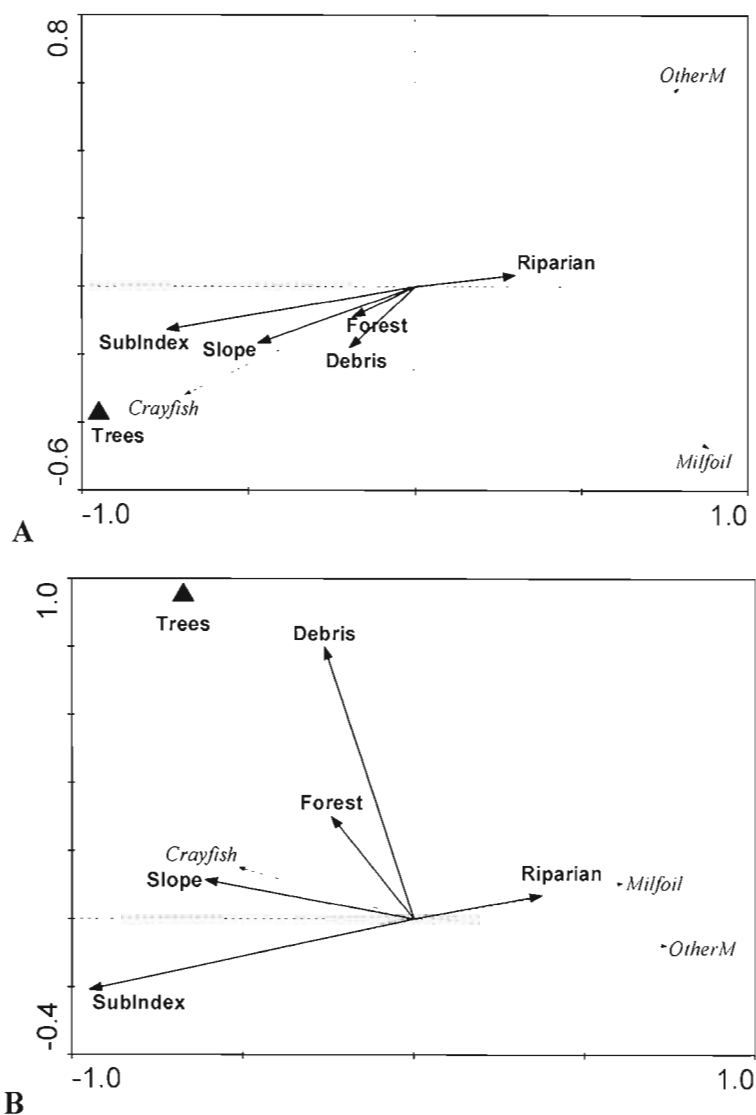 0.8
OtherM
Riparian
Forest
SubIndex
Slope
Debris
Crayfish
Trees
Milfoil
-0.6
-1.0
1.0
A
1.0
Trees
Debris
Forest
Crayfish
Slope
Riparian
Milfoil
OtherM
SubIndex
-0.4
-1.0
1.0
B